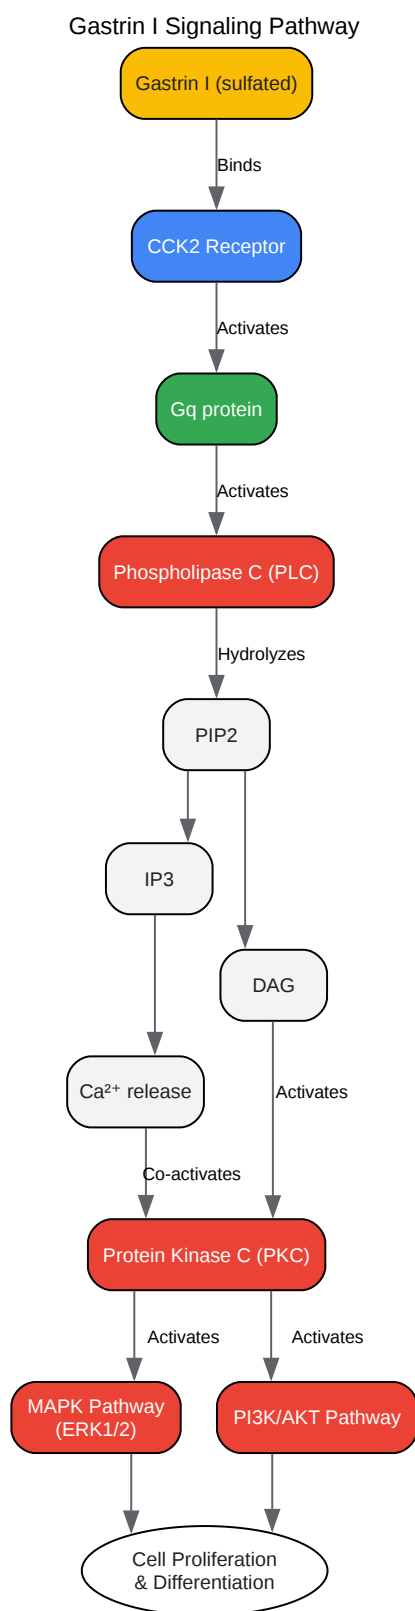 Gastrin I Signaling Pathway
Gastrin I (sulfated)
Binds
CCK2 Receptor
Activates
Gq protein
Activates
Phospholipase C (PLC)
Hydrolyzes
PIP2
IP3
DAG
Ca²⁺ release
Activates
Co-activates
Protein Kinase C (PKC)
Activates
Activates
MAPK Pathway
(ERK1/2)
PI3K/AKT Pathway
Cell Proliferation
& Differentiation